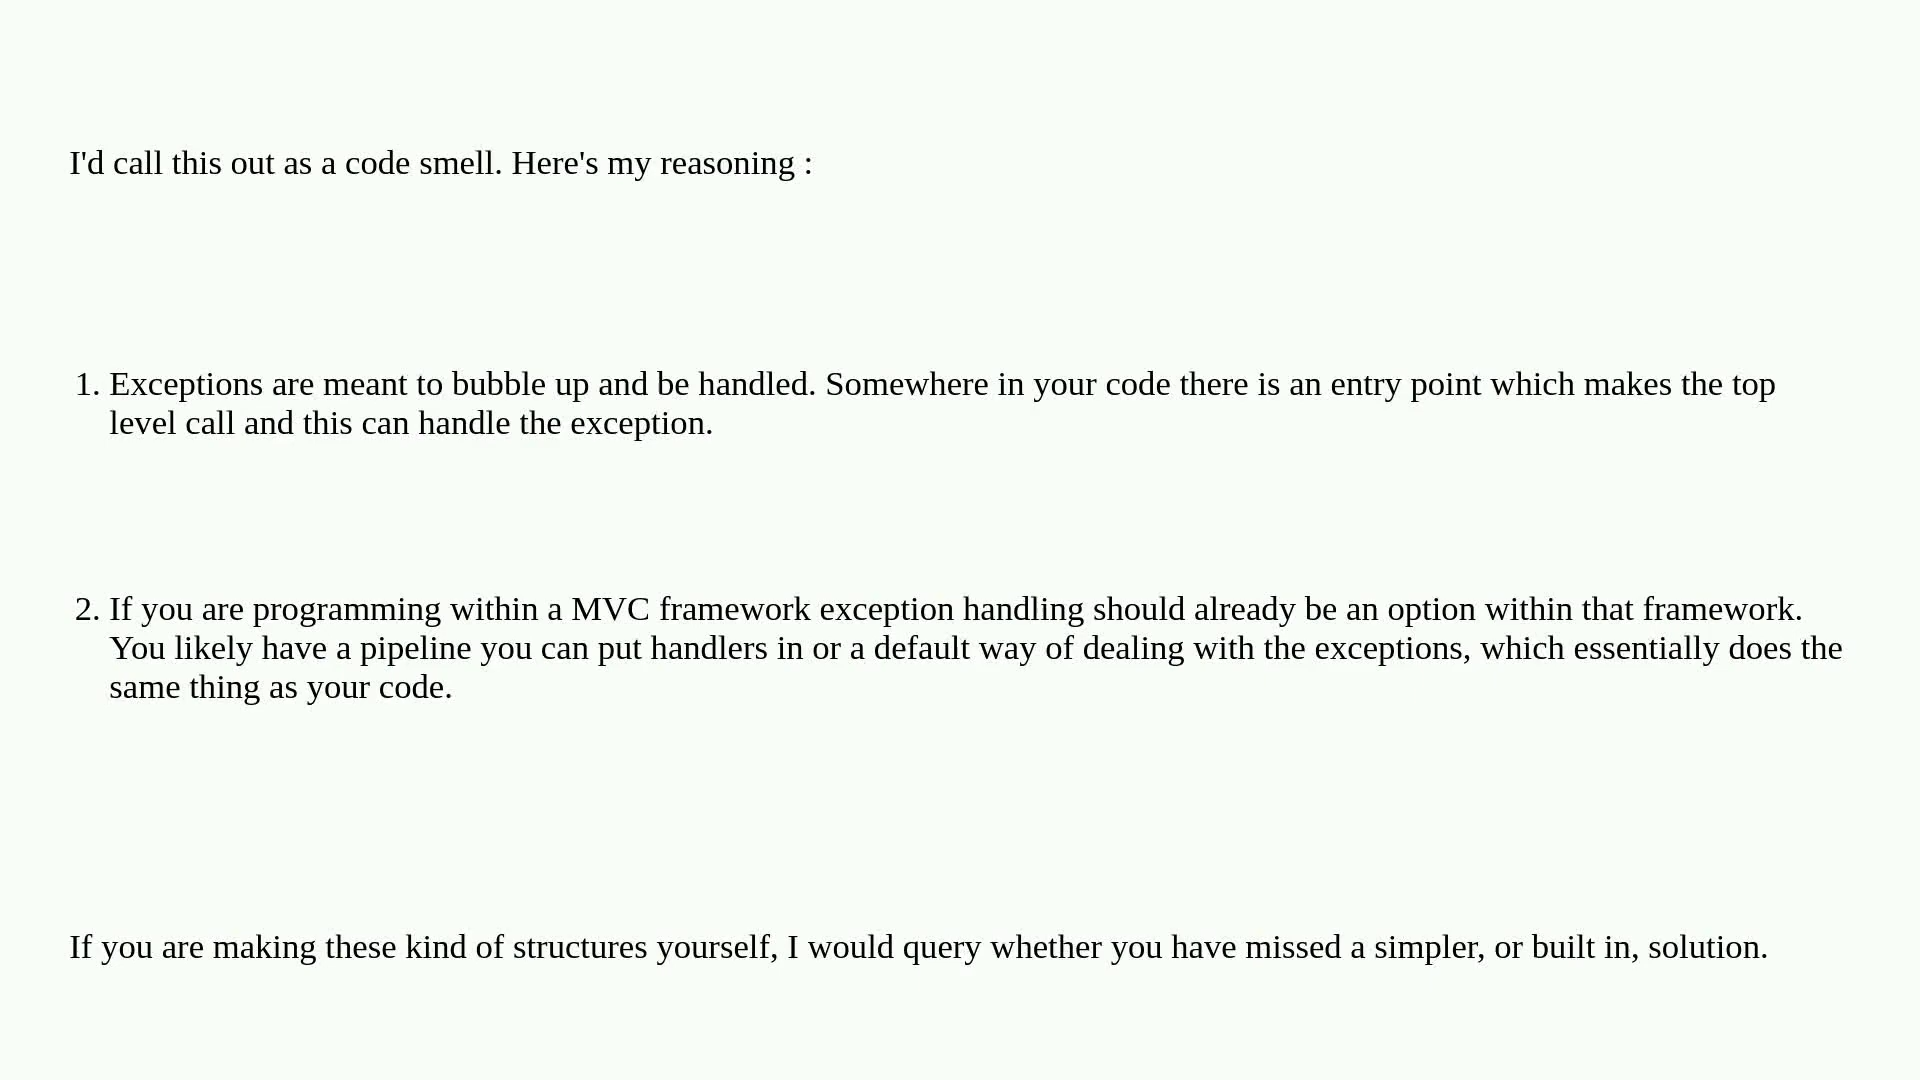 I'd call this out as a code smell. Here's my reasoning :
1. Exceptions are meant to bubble up and be handled. Somewhere in your code there is an entry point which makes the top
level call and this can handle the exception.
2. If you are programming within a MVC framework exception handling should already be an option within that framework.
You likely have a pipeline you can put handlers in or a default way of dealing with the exceptions, which essentially does the
same thing as your code.
If you are making these kind of structures yourself, I would query whether you have missed a simpler, or built in, solution.